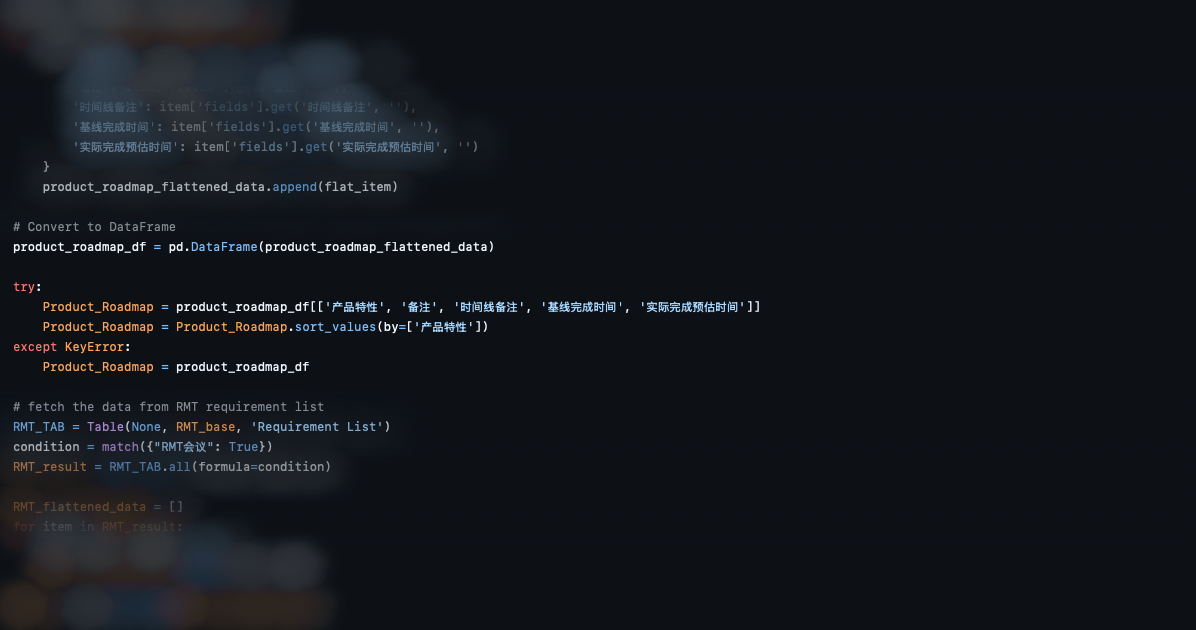 '时间线备注': item['fields'].get('时间线备注', ''),
'基线完成时间': item['fields'].get('基线完成时间', ''),
'实际完成预估时间': item['fields'].get('实际完成预估时间', '')
}
product_roadmap_flattened_data.append(flat_item)
# Convert to DataFrame
product_roadmap_df = pd.DataFrame(product_roadmap_flattened_data)
try:
Product_Roadmap = product_roadmap_df[['产品特性', '备注', '时间线备注', '基线完成时间', '实际完成预估时间']]
Product_Roadmap = Product_Roadmap.sort_values(by=['产品特性'])
except KeyError:
Product_Roadmap = product_roadmap_df
# fetch the data from RMT requirement list
RMT_TAB = Table(None, RMT_base, 'Requirement List')
condition = match({"RMT会议": True})
RMT_result = RMT_TAB.all(formula=condition)
RMT_flattened_data = []
for item in RMT_result: